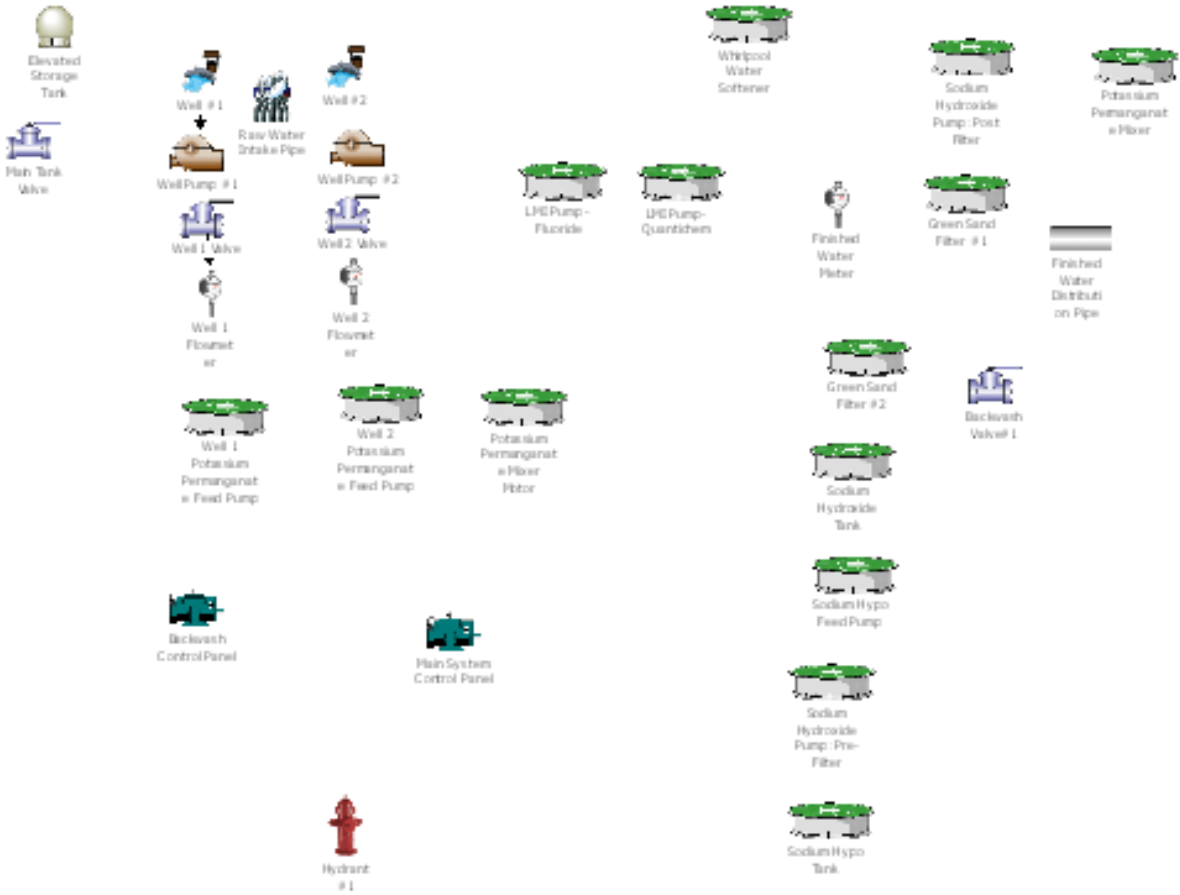 Elevated
Storage
Tank
Main Tank
Valve
Well #1
Raw Water
Intake Pipe
Well #2
Well Pump #1
Well Pump #2
Well 1 Valve
Well 2 Valve
Well 1
Flowmet
er
Well 2
Flowmet
er
Well 1
Potassium
Permanganat
e Feed Pump
Well 2
Potassium
Permanganat
e Feed Pump
Potassium
Permanganat
e Mixer
Motor
Backwash
Control Panel
Main System
Control Panel
Hydrant
#1
LMI Pump-
Fluoride
LMI Pump-
Quantichem
Whirlpool
Water
Softener
Sodium
Hydroxide
Pump: Post
Filter
Potassium
Permanganat
e Mixer
Finished
Water
Meter
Green Sand
Filter #1
Finished
Water
Distributi
on Pipe
Green Sand
Filter #2
Backwash
Valve#1
Sodium
Hydroxide
Tank
Sodium Hypo
Feed Pump
Sodium
Hydroxide
Pump: Pre-
Filter
Sodium Hypo
Tank